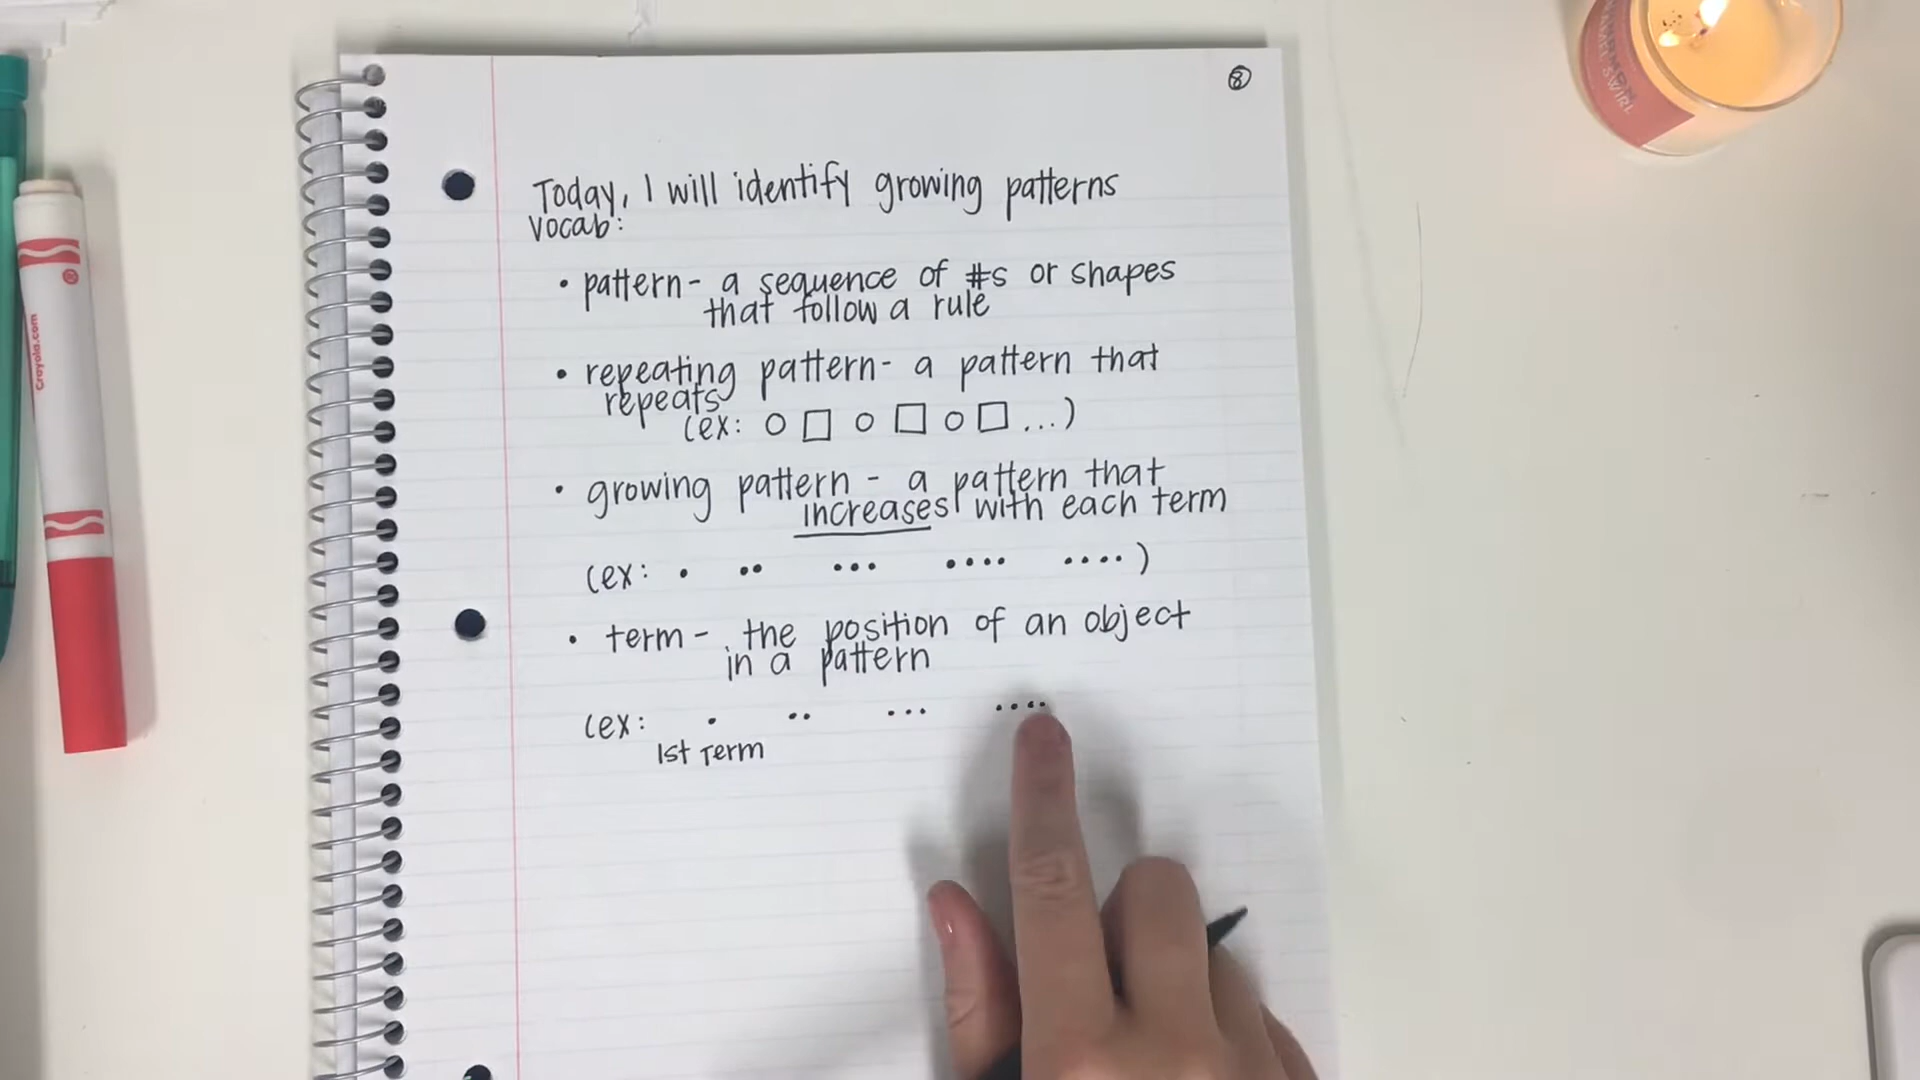 8
Today, I will identify growing patterns
Vocab:
• pattern - a sequence of #s or shapes
that follow a rule
• repeating pattern - a pattern that
repeats
(ex: ○ □ ○ □ ○ □ ...)
• growing pattern - a pattern that
increases with each term
(ex: • •• ••• •••• •••• )
• term - the position of an object
in a pattern
(ex: • •• ••• ••••
1st Term
Crayola.com
SWIRL